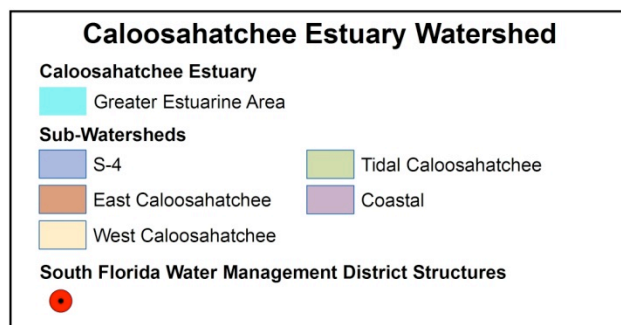 Caloosahatchee Estuary Watershed
Caloosahatchee Estuary
Greater Estuarine Area
Sub-Watersheds
S-4
Tidal Caloosahatchee
East Caloosahatchee
Coastal
West Caloosahatchee
South Florida Water Management District Structures